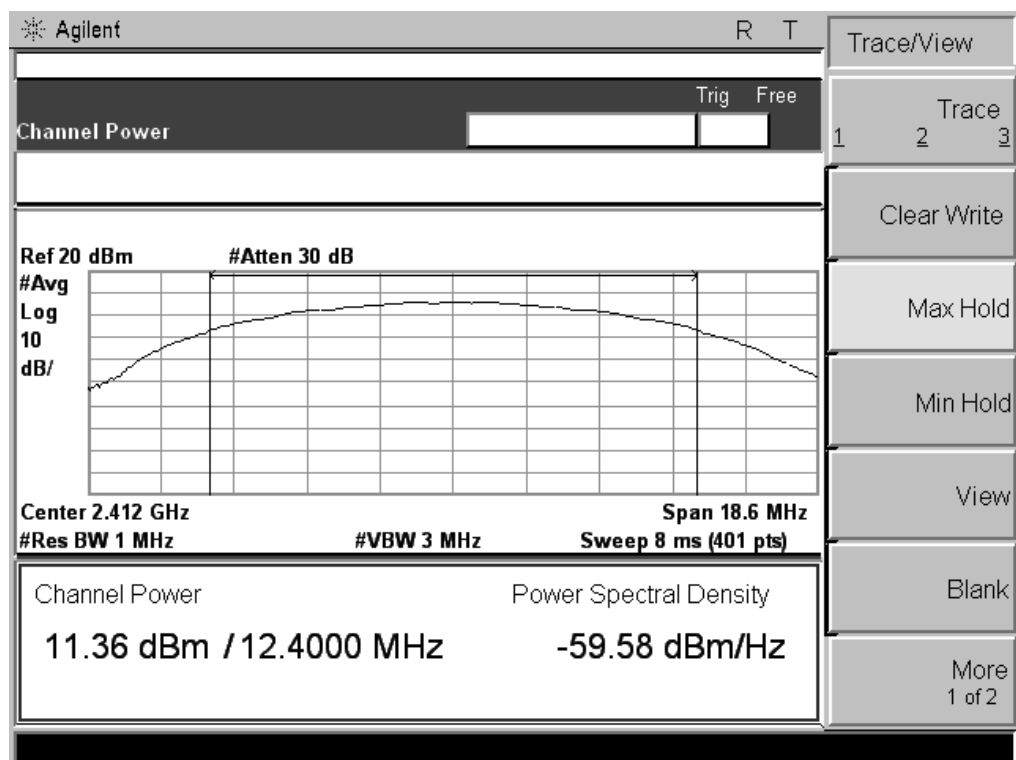 Agilent R T
Trace/View
Trig Free
Channel Power
Trace
1 2 3
Clear Write
Ref 20 dBm #Atten 30 dB
#Avg
Log
10
dB/
Max Hold
Min Hold
Center 2.412 GHz Span 18.6 MHz
#Res BW 1 MHz #VBW 3 MHz Sweep 8 ms (401 pts)
View
Channel Power Power Spectral Density
11.36 dBm / 12.4000 MHz -59.58 dBm/Hz
Blank
More
1 of 2